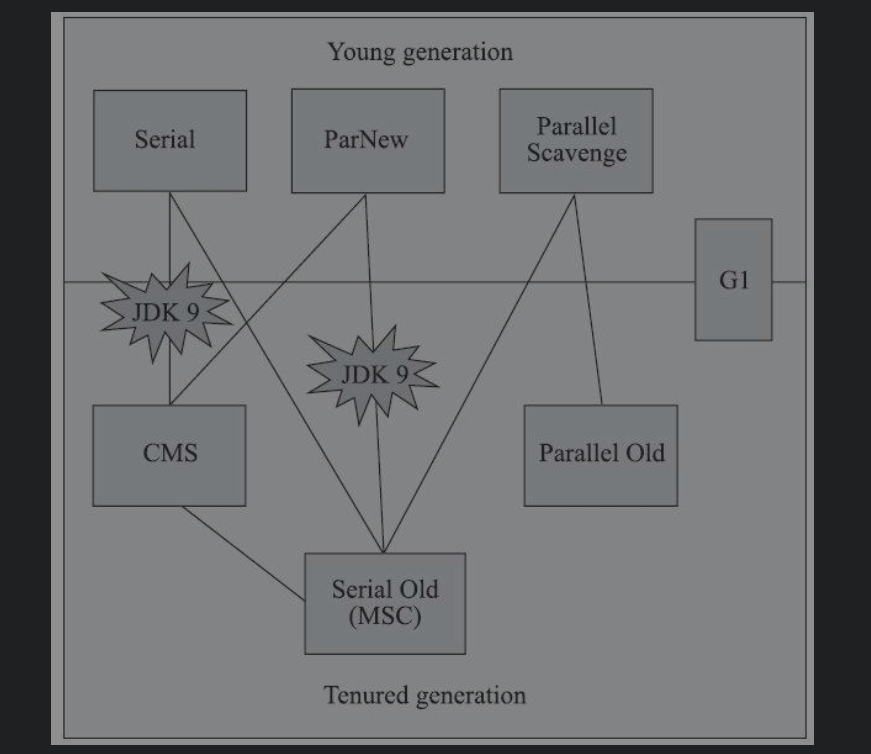 Young generation
Serial
ParNew
Parallel
Scavenge
G1
JDK 9
JDK 9
CMS
Parallel Old
Serial Old
(MSC)
Tenured generation